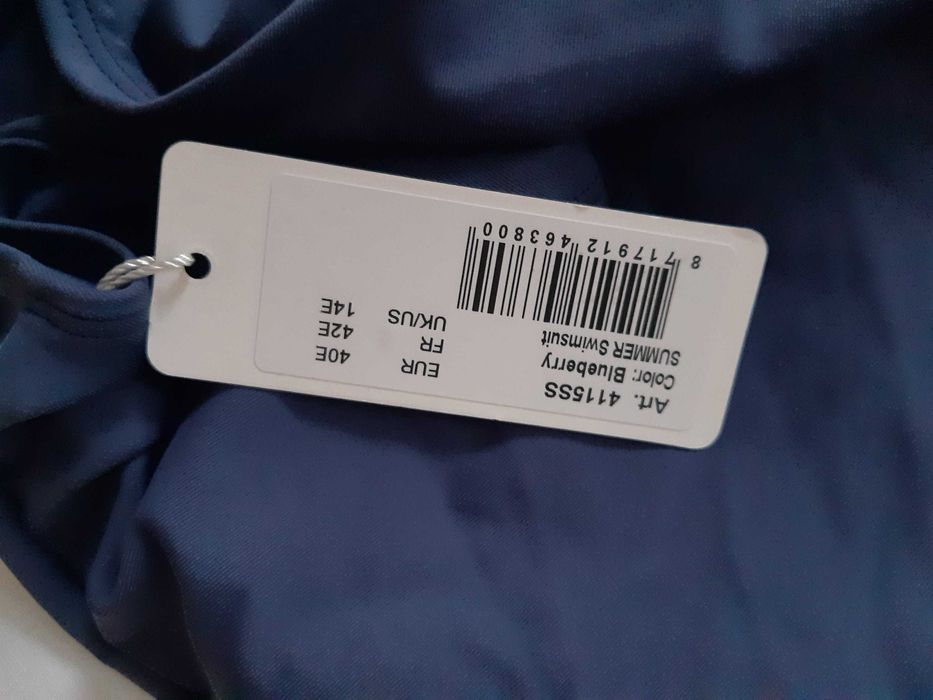 Art. 4115SS
Color: Blueberry
SUMMER Swimsuit
8 717912 463800
EUR 40E
FR 42E
UK/US 14E